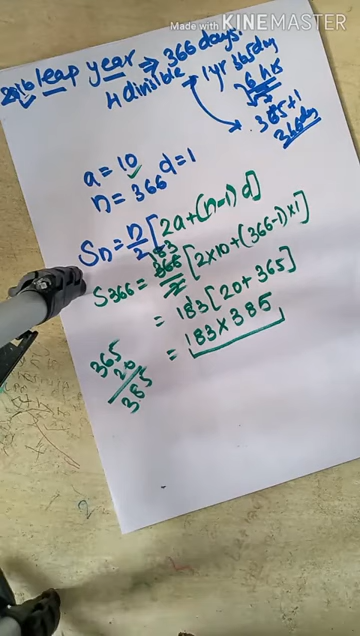 Made with KINEMASTER
2016 leap year ⇒ 366 days.
4 divisible
1 yr 365 day
6 hrs
365+1
366 day
a = 10
n = 366 d = 1
Sn = n/2 [2a + (n-1) d]
183
S366 = 366/2 [2×10 + (366-1)×1]
= 183 [20 + 365]
= 183 × 385
365
20
385